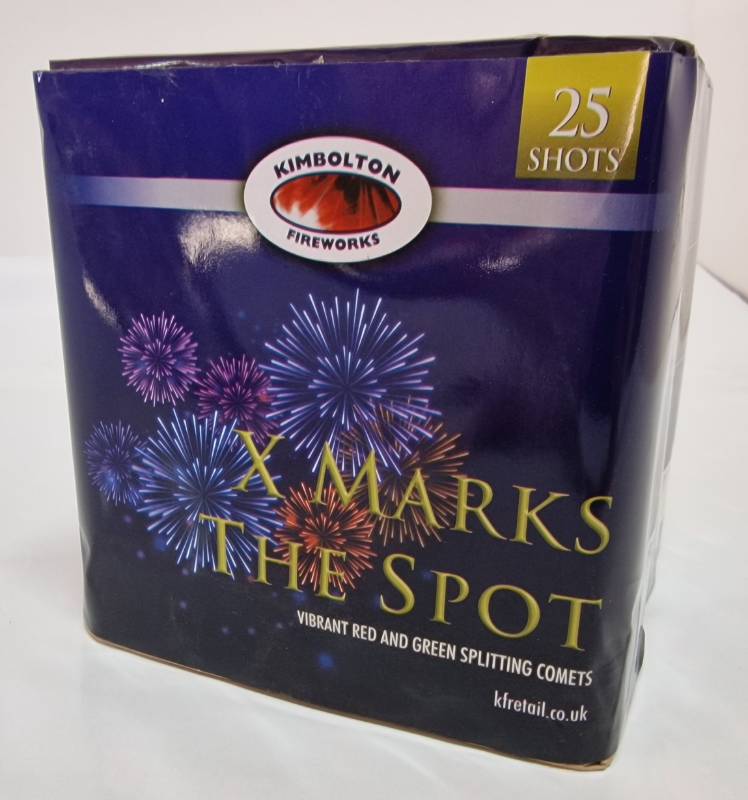 25
SHOTS
KIMBOLTON
FIREWORKS
X MARKS
THE SPOT
VIBRANT RED AND GREEN SPLITTING COMETS
kfretail.co.uk